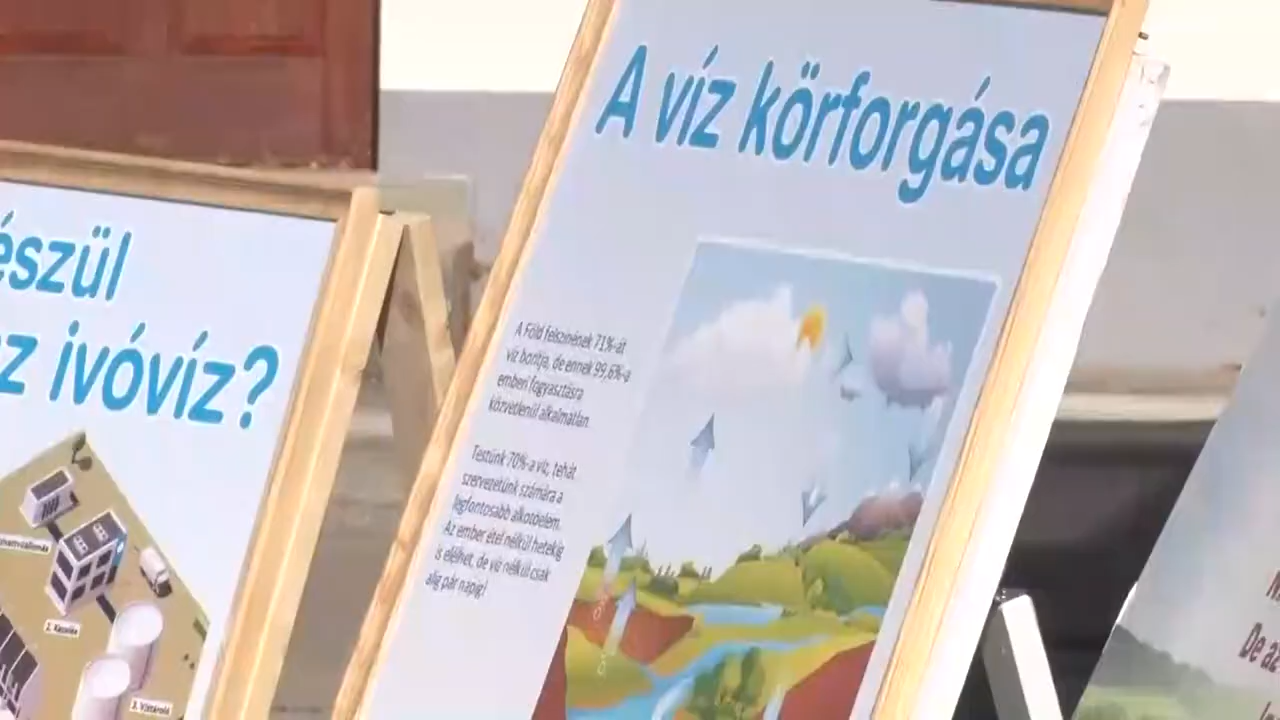 észül
z ivóvíz?
2. Kezelés
3. Víztároló
A víz körforgása
A Föld felszínének 71%-át
víz borítja, de ennek 99,6%-a
emberi fogyasztásra
közvetlenül alkalmatlan.
Testünk 70%-a víz, tehát
szervezetünk számára a
legfontosabb alkotóelem.
Az ember étel nélkül hetekig
is elélhet, de víz nélkül csak
alig pár napig!
De az